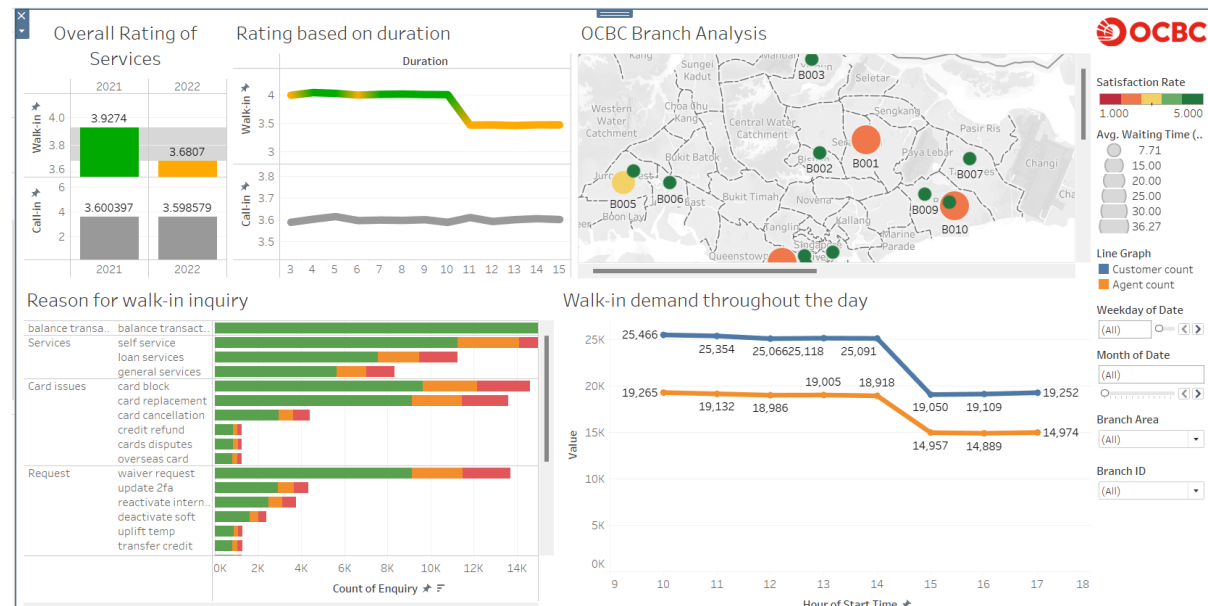 Overall Rating of
Services
2021 2022
Walk-in
4.0
3.8
3.6
3.9274
3.6807
Call-in
6
4
2
3.600397
3.598579
2021 2022
Rating based on duration
Duration
Walk-in
4
3.5
3
Call-in
3.8
3.7
3.6
3.5
3 4 5 6 7 8 9 10 11 12 13 14 15
OCBC Branch Analysis
Sungei
Kadut
B003
Seletar
Western
Water
Catchment
Choa Chu
Kang
Central Water
Catchment
Sengkang
Pasir Ris
Bukit Batok
B001
Paya Lebar
Changi
B002
B007
B005
B006
Bukit Timah
Novena
B009
Boon Lay
Kallang
B010
Tanglin
Marine
Parade
Queenstown
OCBC
Satisfaction Rate
1.000 5.000
Avg. Waiting Time (..
7.71
15.00
20.00
25.00
30.00
36.27
Line Graph
Customer count
Agent count
Weekday of Date
(All)
Month of Date
(All)
Branch Area
(All)
Branch ID
(All)
Reason for walk-in inquiry
balance transa.. balance transact..
Services self service
loan services
general services
Card issues card block
card replacement
card cancellation
credit refund
cards disputes
overseas card
Request waiver request
update 2fa
reactivate intern..
deactivate soft
uplift temp
transfer credit
0K 2K 4K 6K 8K 10K 12K 14K
Count of Enquiry
Walk-in demand throughout the day
Value
25K
20K
15K
10K
5K
0K
25,466
25,354
25,066
25,118
25,091
19,050
19,109
19,252
19,265
19,132
18,986
19,005
18,918
14,957
14,889
14,974
9 10 11 12 13 14 15 16 17 18
Hour of Start Time